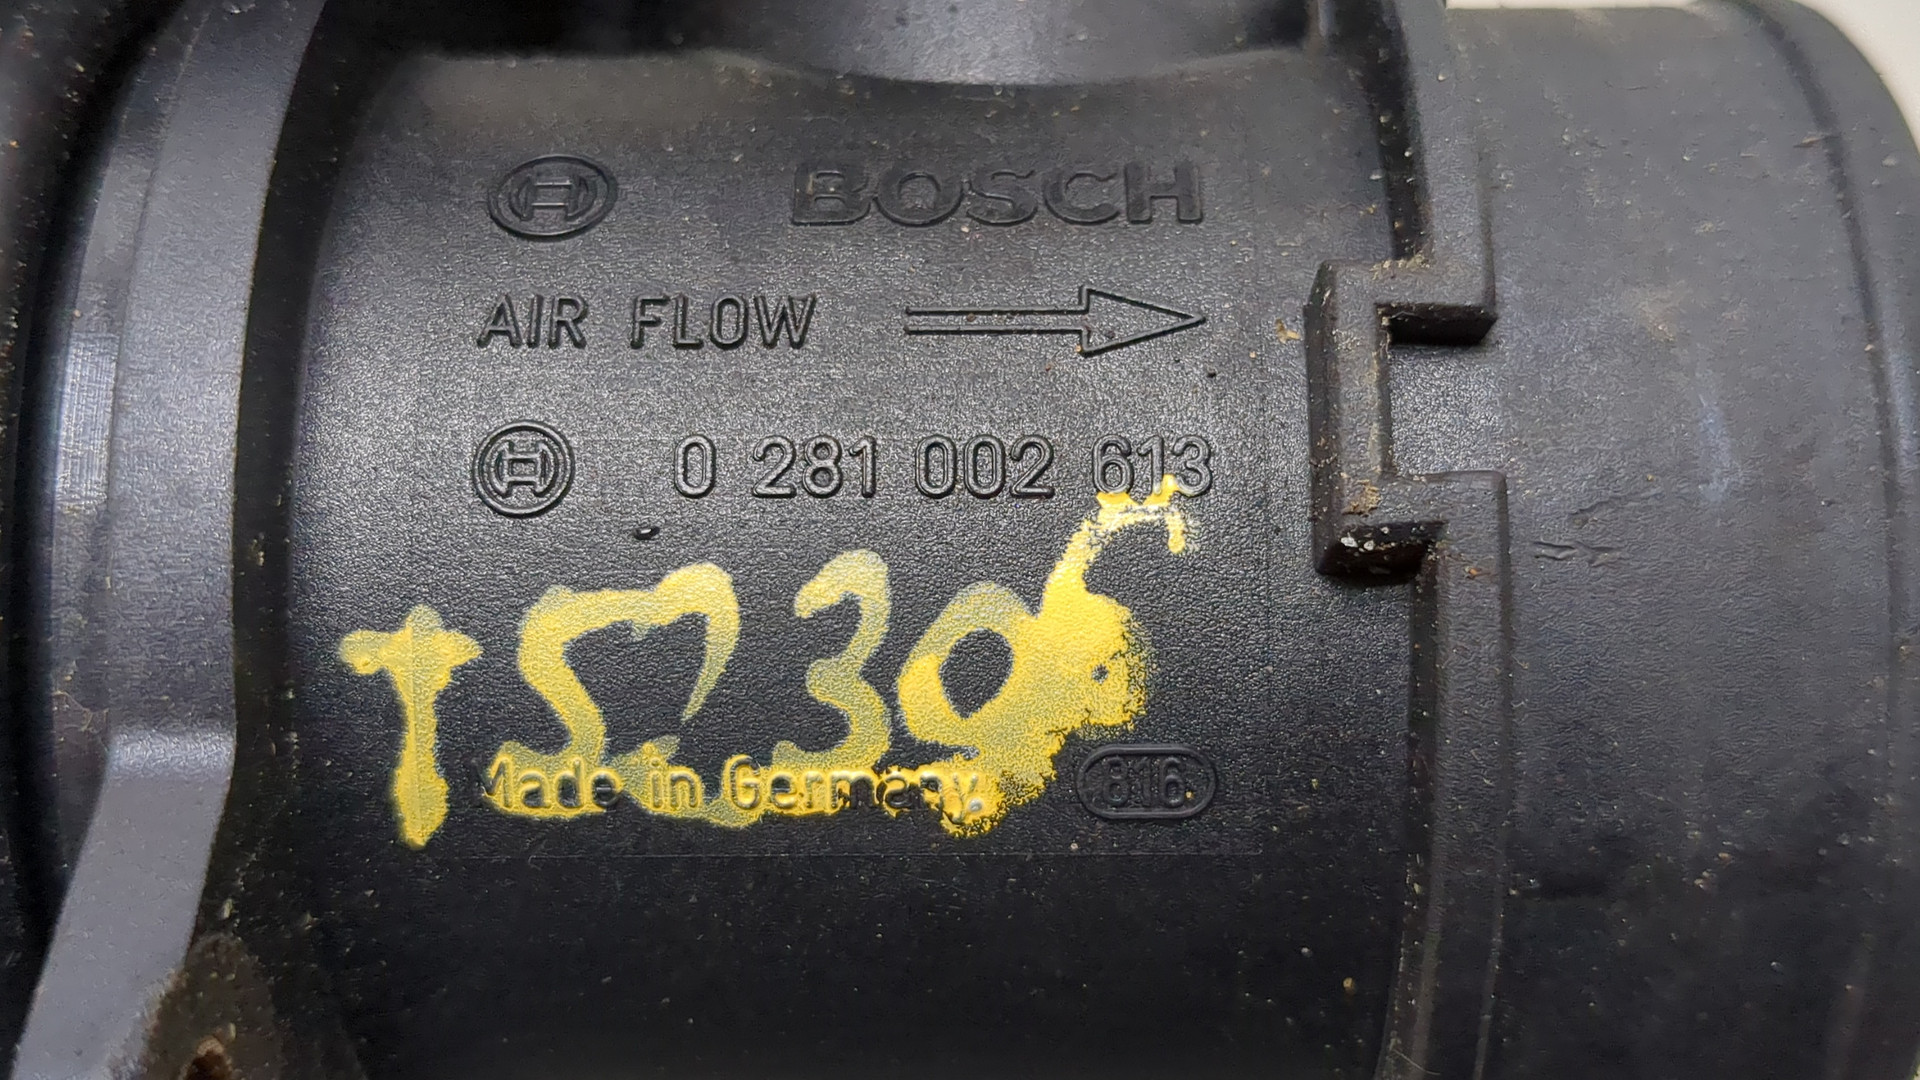 BOSCH
AIR FLOW
0 281 002 613
Made in Germany
816